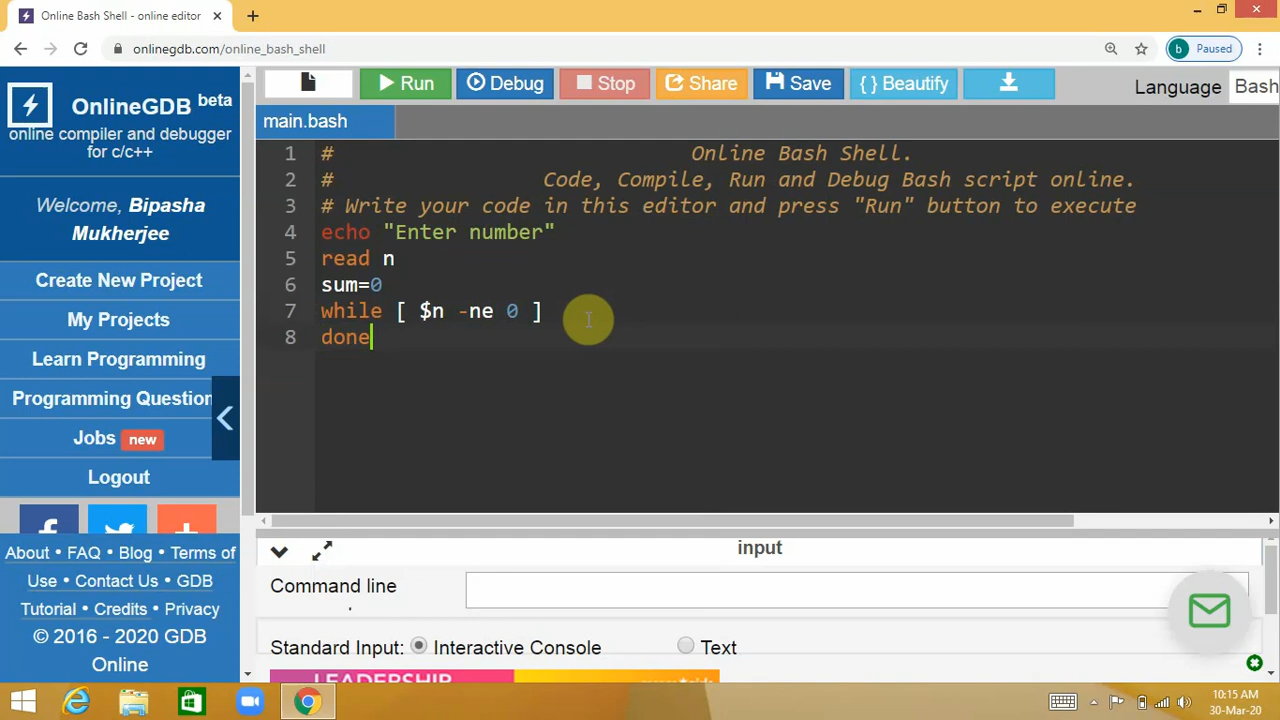 Online Bash Shell - online editor
onlinegdb.com/online_bash_shell
b Paused
OnlineGDB beta
online compiler and debugger
for c/c++
Welcome, Bipasha
Mukherjee
Create New Project
My Projects
Learn Programming
Programming Question
Jobs new
Logout
About • FAQ • Blog • Terms of
Use • Contact Us • GDB
Tutorial • Credits • Privacy
© 2016 - 2020 GDB
Online
Run Debug Stop Share Save { } Beautify Language Bash
main.bash
1 # Online Bash Shell.
2 # Code, Compile, Run and Debug Bash script online.
3 # Write your code in this editor and press "Run" button to execute
4 echo "Enter number"
5 read n
6 sum=0
7 while [ $n -ne 0 ]
8 done
input
Command line
Standard Input: Interactive Console Text
LEADERSHIP
10:15 AM
30-Mar-20